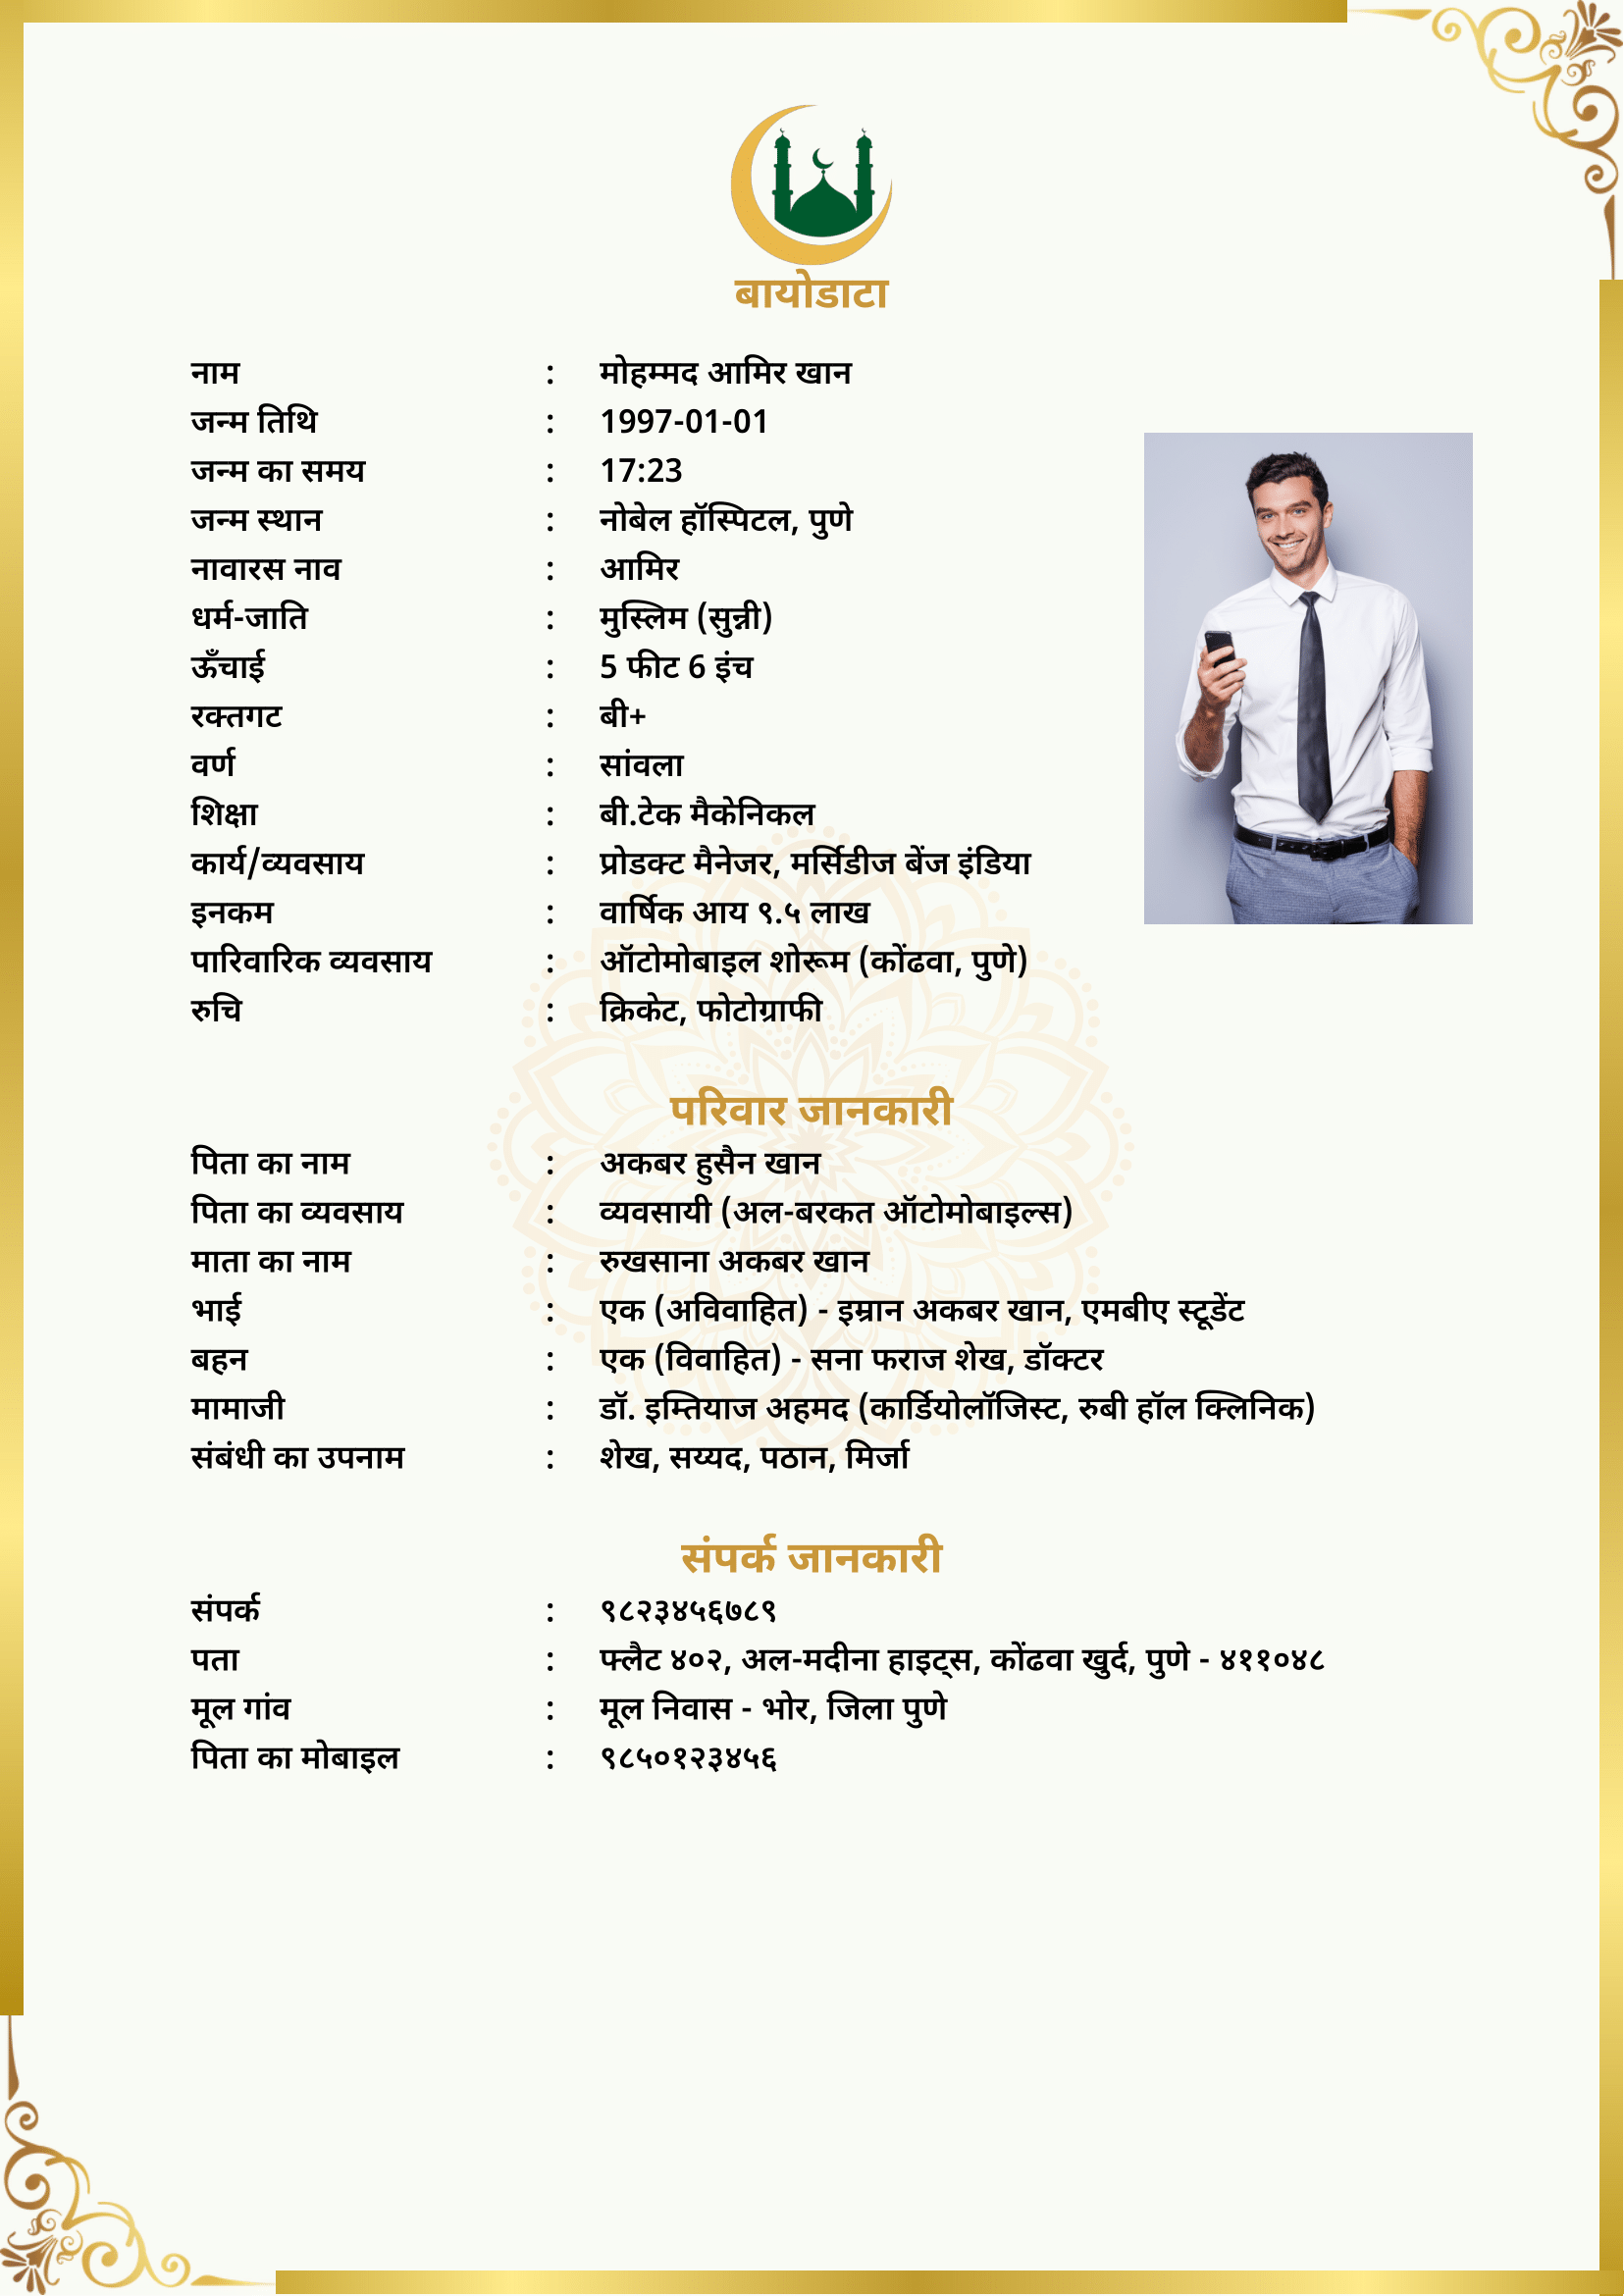 बायोडाटा
नाम : मोहम्मद आमिर खान
जन्म तिथि : 1997-01-01
जन्म का समय : 17:23
जन्म स्थान : नोबेल हॉस्पिटल, पुणे
नावारस नाव : आमिर
धर्म-जाति : मुस्लिम (सुन्नी)
ऊँचाई : 5 फीट 6 इंच
रक्तगट : बी+
वर्ण : सांवला
शिक्षा : बी.टेक मैकेनिकल
कार्य/व्यवसाय : प्रोडक्ट मैनेजर, मर्सिडीज बेंज इंडिया
इनकम : वार्षिक आय ९.५ लाख
पारिवारिक व्यवसाय : ऑटोमोबाइल शोरूम (कोंढवा, पुणे)
रुचि : क्रिकेट, फोटोग्राफी
परिवार जानकारी
पिता का नाम : अकबर हुसैन खान
पिता का व्यवसाय : व्यवसायी (अल-बरकत ऑटोमोबाइल्स)
माता का नाम : रुखसाना अकबर खान
भाई : एक (अविवाहित) - इम्रान अकबर खान, एमबीए स्टूडेंट
बहन : एक (विवाहित) - सना फराज शेख, डॉक्टर
मामाजी : डॉ. इम्तियाज अहमद (कार्डियोलॉजिस्ट, रुबी हॉल क्लिनिक)
संबंधी का उपनाम : शेख, सय्यद, पठान, मिर्जा
संपर्क जानकारी
संपर्क : ९८२३४५६७८९
पता : फ्लैट ४०२, अल-मदीना हाइट्स, कोंढवा खुर्द, पुणे - ४११०४८
मूल गांव : मूल निवास - भोर, जिला पुणे
पिता का मोबाइल : ९८५०१२३४५६